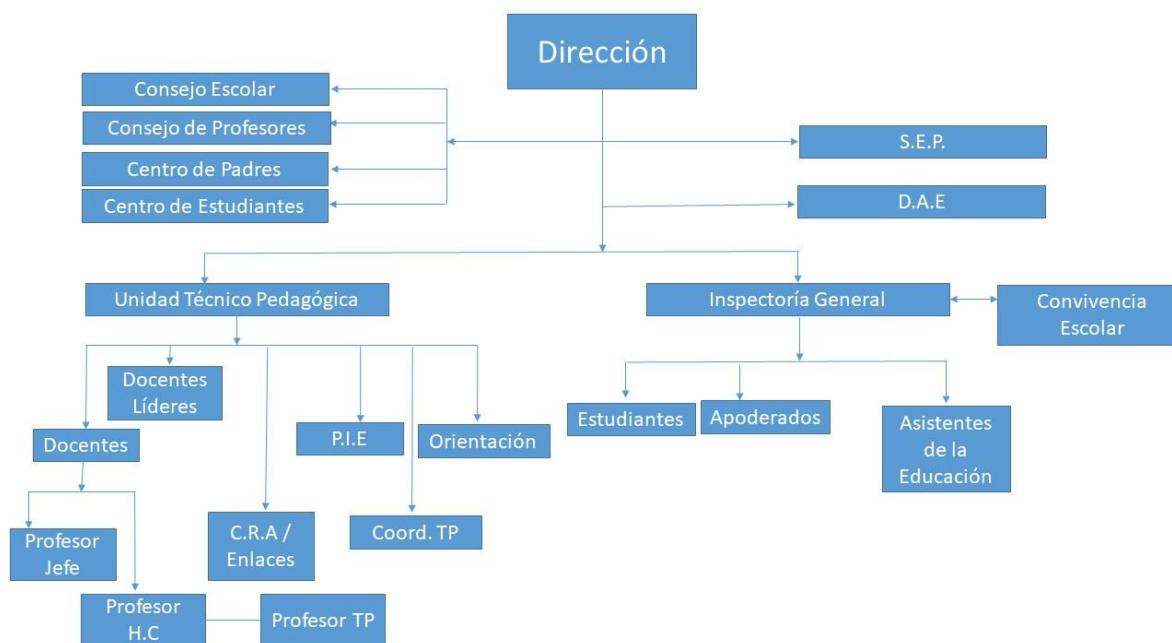 Dirección
Consejo Escolar
Consejo de Profesores
Centro de Padres
Centro de Estudiantes
S.E.P.
D.A.E
Unidad Técnico Pedagógica
Inspectoría General
Convivencia
Escolar
Docentes
Líderes
Docentes
P.I.E
Orientación
Estudiantes
Apoderados
Asistentes
de la
Educación
Profesor
Jefe
C.R.A /
Enlaces
Coord. TP
Profesor
H.C
Profesor TP